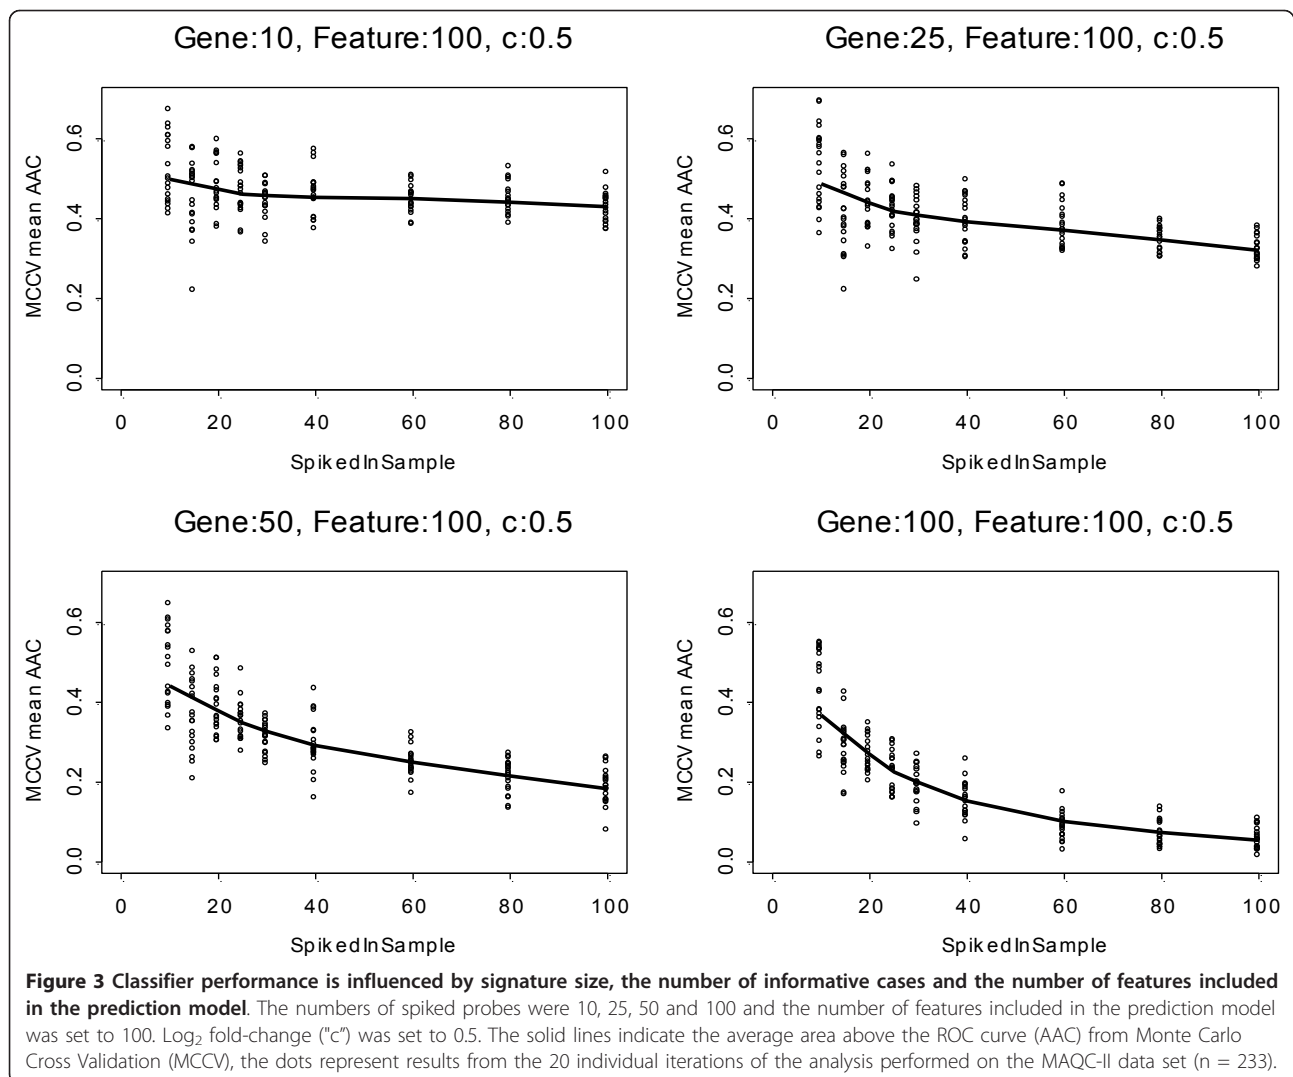 Gene:10, Feature:100, c:0.5
MCCV mean AAC
0.0 0.2 0.4 0.6
0 20 40 60 80 100
SpikedInSample
Gene:25, Feature:100, c:0.5
MCCV mean AAC
0.0 0.2 0.4 0.6
0 20 40 60 80 100
SpikedInSample
Gene:50, Feature:100, c:0.5
MCCV mean AAC
0.0 0.2 0.4 0.6
0 20 40 60 80 100
SpikedInSample
Gene:100, Feature:100, c:0.5
MCCV mean AAC
0.0 0.2 0.4 0.6
0 20 40 60 80 100
SpikedInSample
Figure 3 Classifier performance is influenced by signature size, the number of informative cases and the number of features included
in the prediction model. The numbers of spiked probes were 10, 25, 50 and 100 and the number of features included in the prediction model
was set to 100. Log₂ fold-change ("c") was set to 0.5. The solid lines indicate the average area above the ROC curve (AAC) from Monte Carlo
Cross Validation (MCCV), the dots represent results from the 20 individual iterations of the analysis performed on the MAQC-II data set (n = 233).